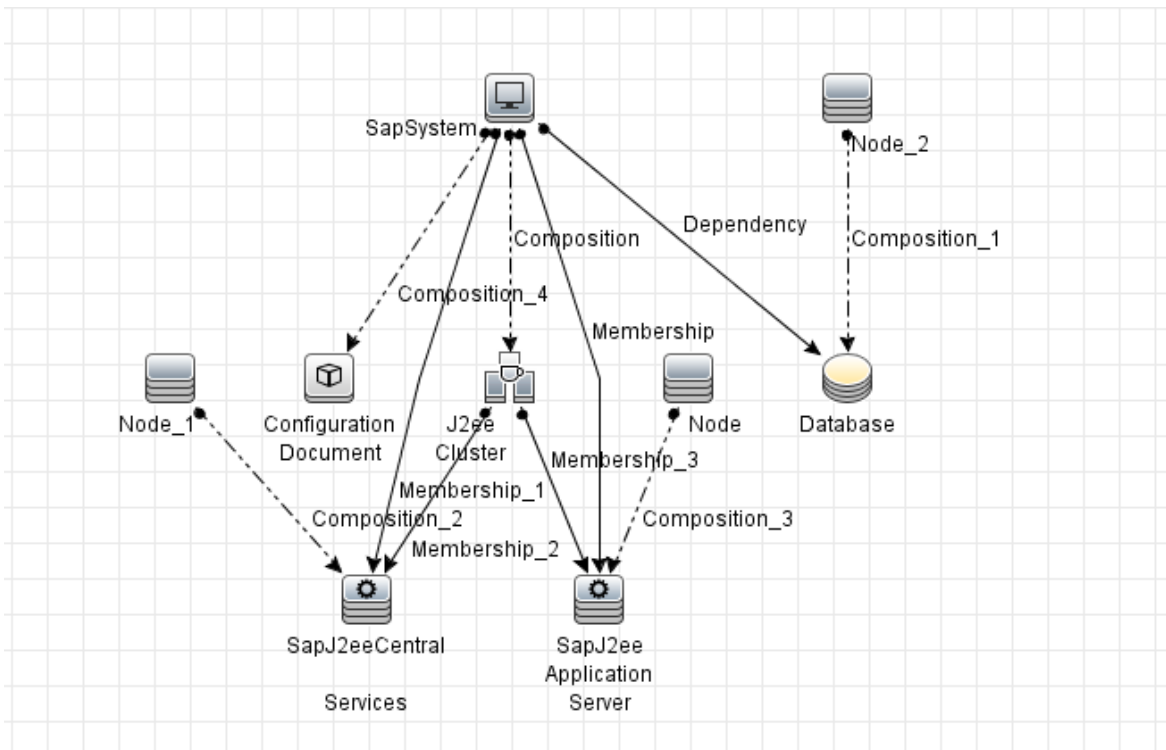 SapSystem
Node_2
Dependency
Composition
Composition_1
Composition_4
Membership
Node_1
Configuration
Document
J2ee
Cluster
Node
Database
Membership_3
Membership_1
Composition_2
Composition_3
Membership_2
SapJ2eeCentral
Services
SapJ2ee
Application
Server